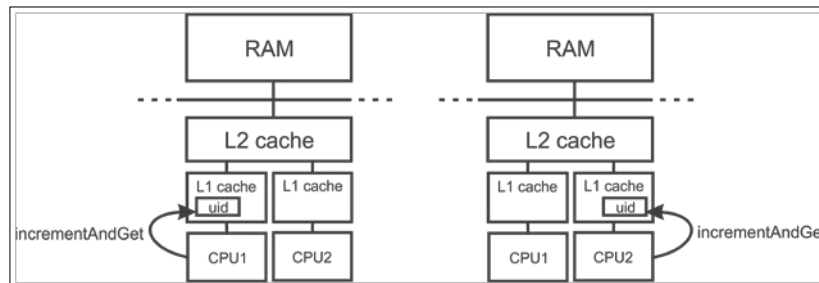 RAM
RAM
L2 cache
L2 cache
L1 cache
L1 cache
L1 cache
L1 cache
uid
uid
incrementAndGet
incrementAndGe
CPU1
CPU2
CPU1
CPU2